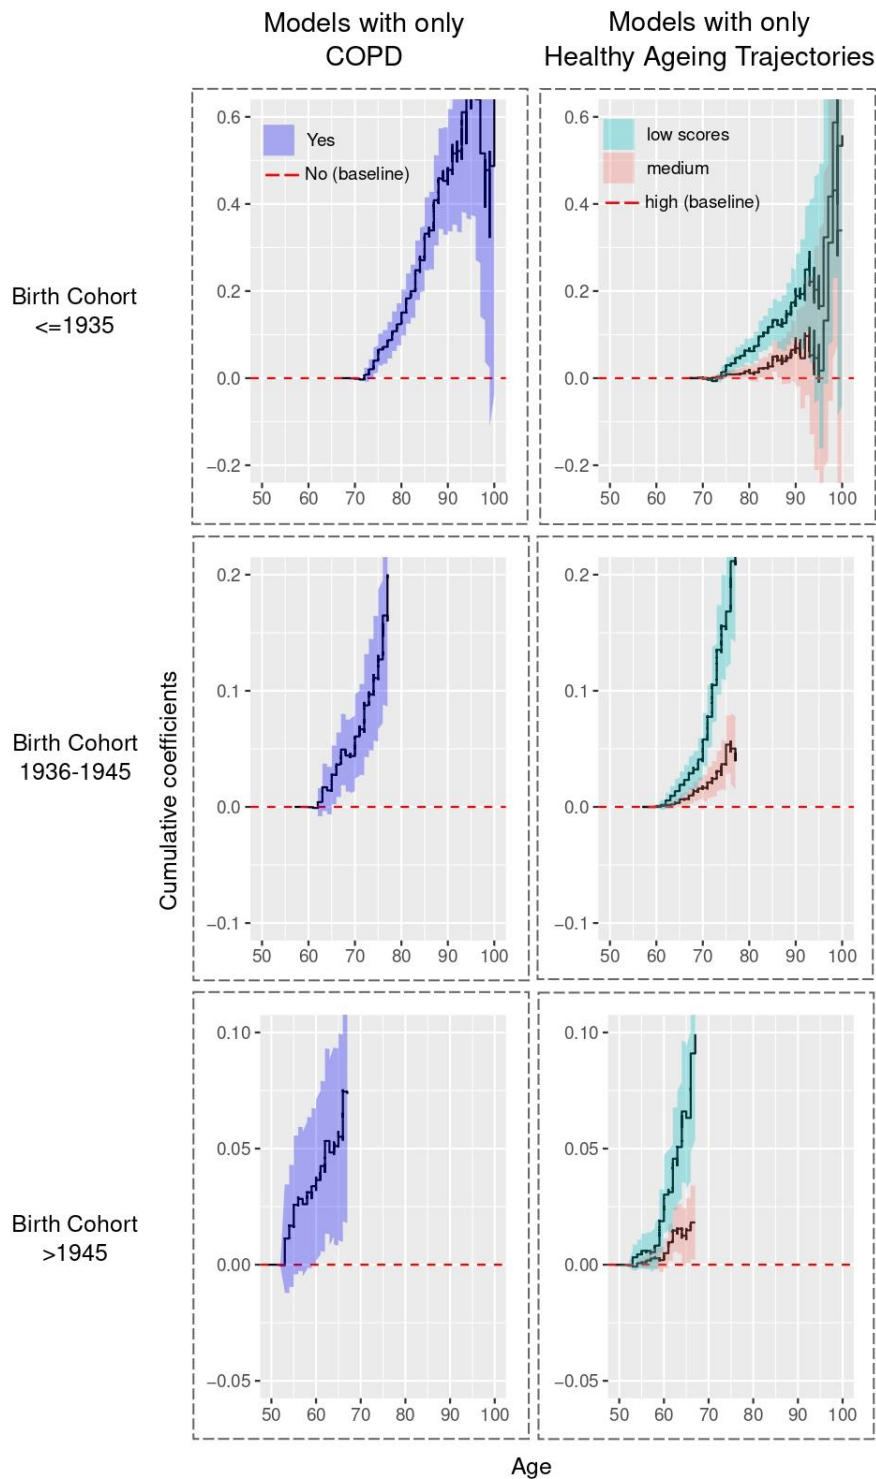 Models with only
COPD
Models with only
Healthy Ageing Trajectories
Birth Cohort
<=1935
0.6
0.4
0.2
0.0
−0.2
Yes
No (baseline)
50 60 70 80 90 100
0.6
0.4
0.2
0.0
−0.2
low scores
medium
high (baseline)
50 60 70 80 90 100
Birth Cohort
1936-1945
Cumulative coefficients
0.2
0.1
0.0
−0.1
50 60 70 80 90 100
0.2
0.1
0.0
−0.1
50 60 70 80 90 100
Birth Cohort
>1945
0.10
0.05
0.00
−0.05
50 60 70 80 90 100
0.10
0.05
0.00
−0.05
50 60 70 80 90 100
Age